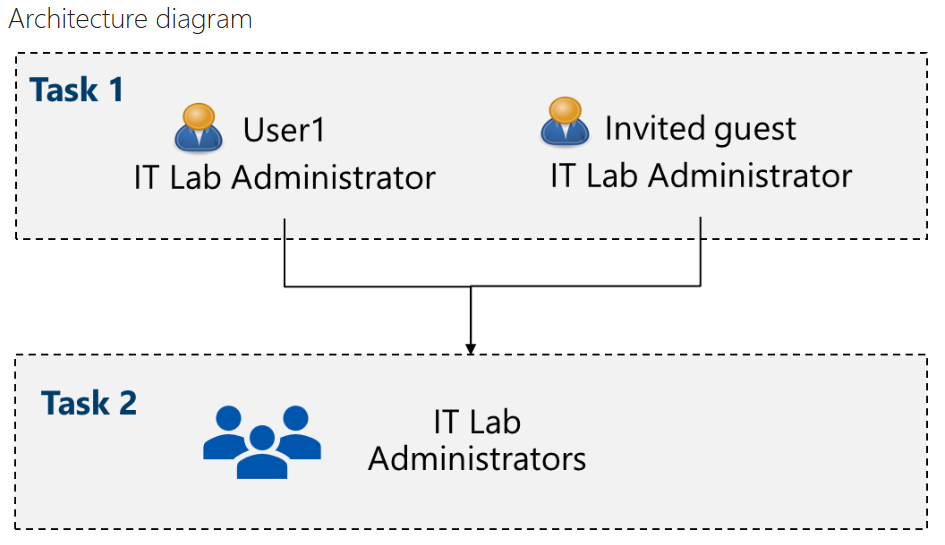 Architecture diagram
Task 1
User1
IT Lab Administrator
Invited guest
IT Lab Administrator
Task 2
IT Lab
Administrators